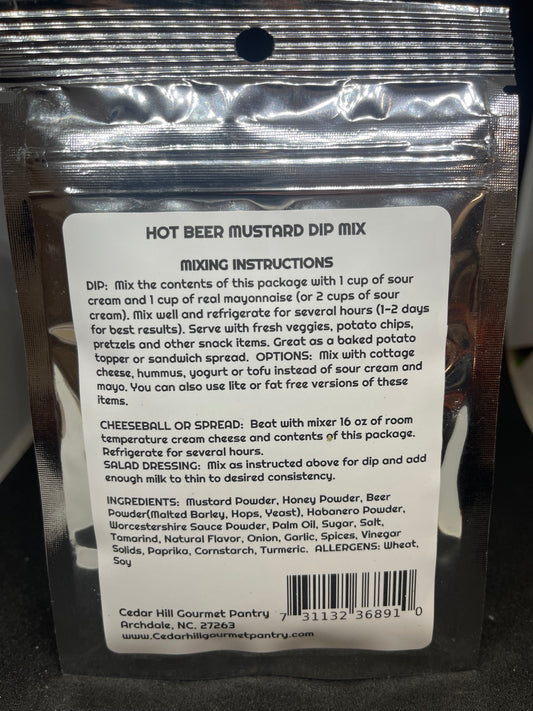 HOT BEER MUSTARD DIP MIX
MIXING INSTRUCTIONS
DIP: Mix the contents of this package with 1 cup of sour
cream and 1 cup of real mayonnaise (or 2 cups of sour
cream). Mix well and refrigerate for several hours (1-2 days
for best results). Serve with fresh veggies, potato chips,
pretzels and other snack items. Great as a baked potato
topper or sandwich spread. OPTIONS: Mix with cottage
cheese, hummus, yogurt or tofu instead of sour cream and
mayo. You can also use lite or fat free versions of these
items.
CHEESEBALL OR SPREAD: Beat with mixer 16 oz of room
temperature cream cheese and contents of this package.
Refrigerate for several hours.
SALAD DRESSING: Mix as instructed above for dip and add
enough milk to thin to desired consistency.
INGREDIENTS: Mustard Powder, Honey Powder, Beer
Powder(Malted Barley, Hops, Yeast), Habanero Powder,
Worcestershire Sauce Powder, Palm Oil, Sugar, Salt,
Tamarind, Natural Flavor, Onion, Garlic, Spices, Vinegar
Solids, Paprika, Cornstarch, Turmeric. ALLERGENS: Wheat,
Soy
Cedar Hill Gourmet Pantry
Archdale, NC. 27263
www.Cedarhillgourmetpantry.com
7 31132 36891 0